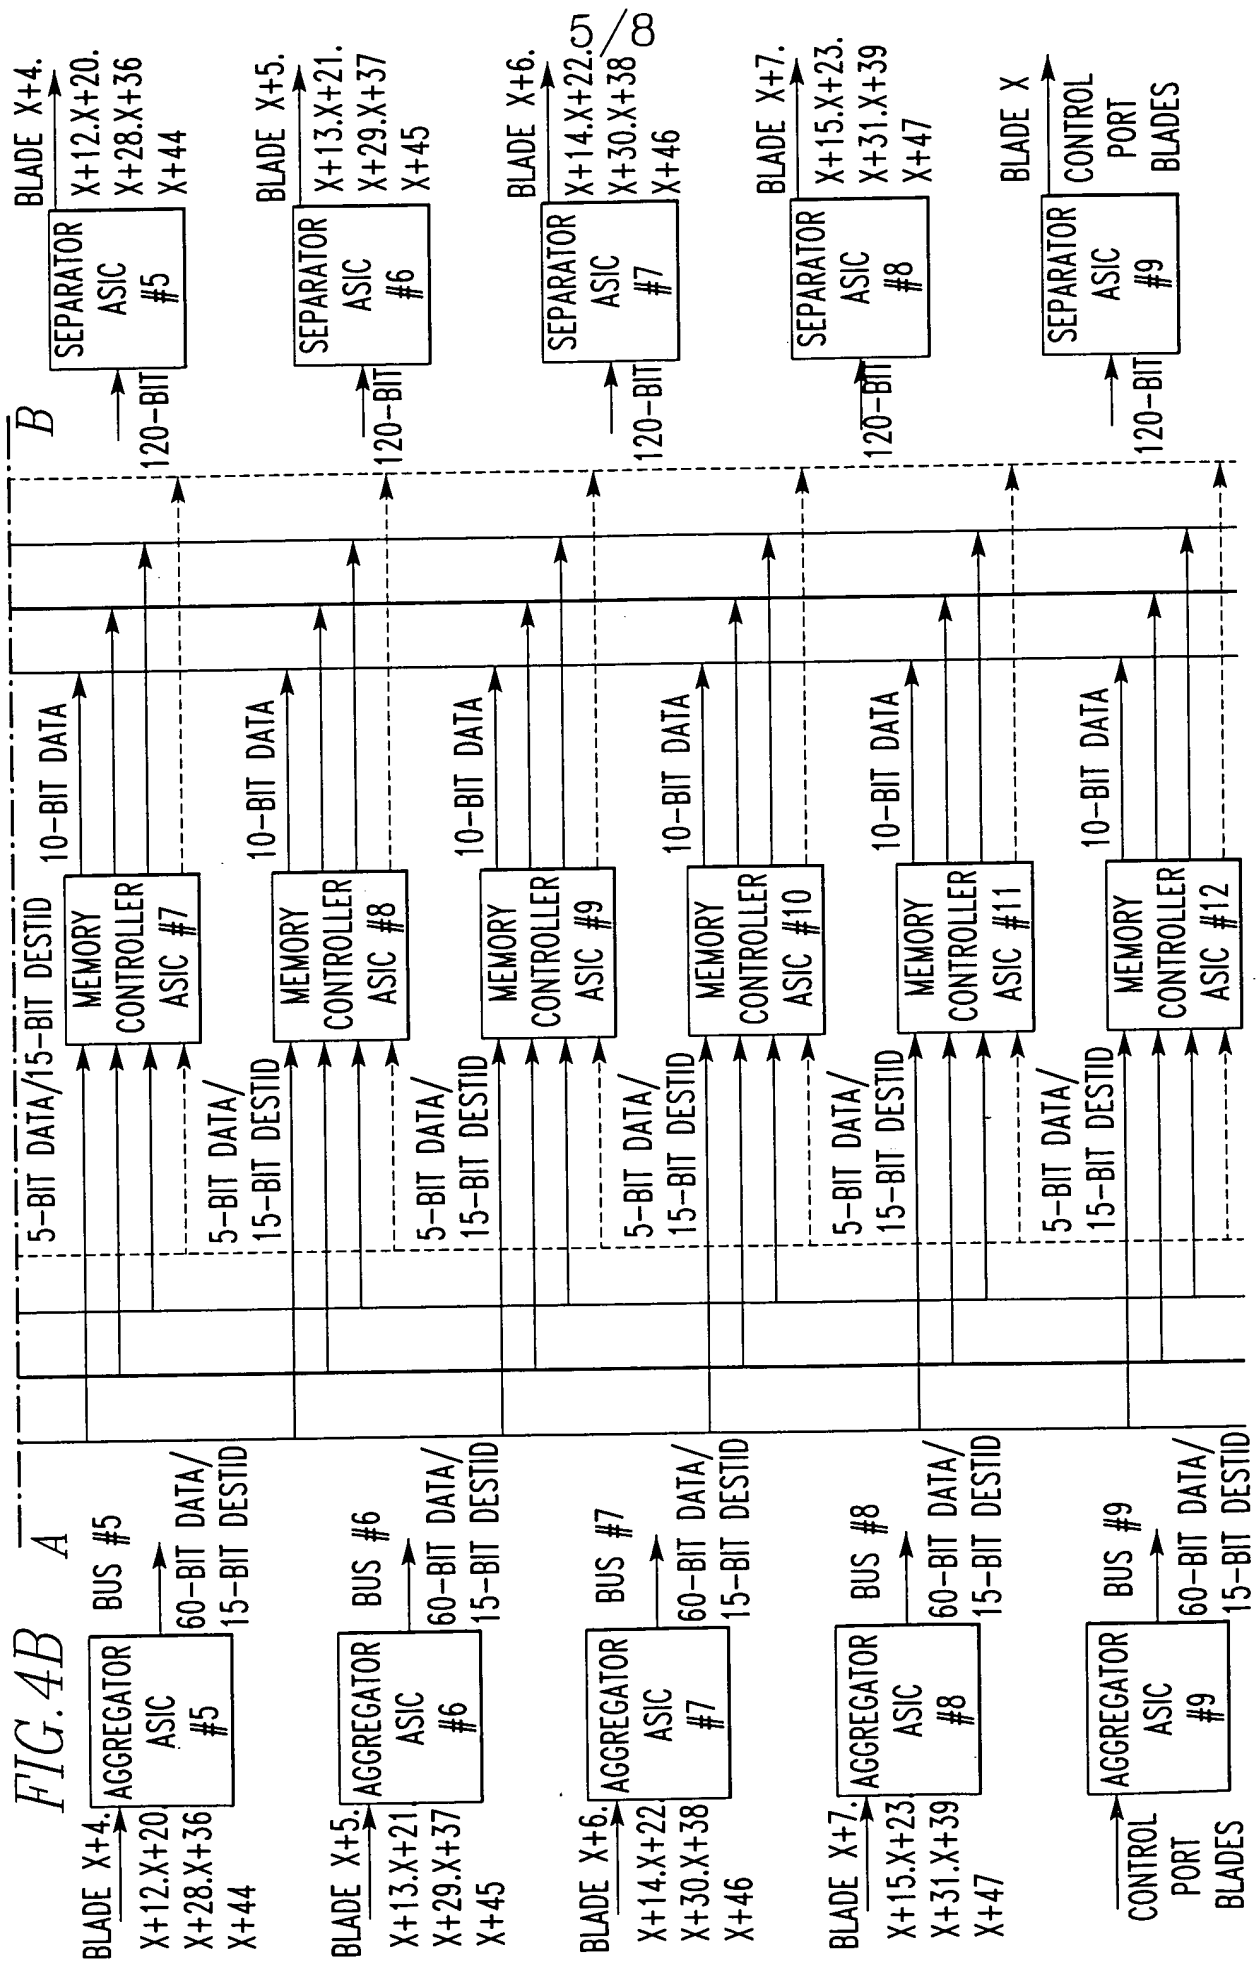 5/8
FIG.4B
A
B
BLADE X+4.
X+12.X+20.
X+28.X+36
X+44
AGGREGATOR
ASIC
#5
BUS #5
60-BIT DATA/
15-BIT DESTID
BLADE X+5.
X+13.X+21.
X+29.X+37
X+45
AGGREGATOR
ASIC
#6
BUS #6
60-BIT DATA/
15-BIT DESTID
BLADE X+6.
X+14.X+22.
X+30.X+38
X+46
AGGREGATOR
ASIC
#7
BUS #7
60-BIT DATA/
15-BIT DESTID
BLADE X+7.
X+15.X+23.
X+31.X+39
X+47
AGGREGATOR
ASIC
#8
BUS #8
60-BIT DATA/
15-BIT DESTID
CONTROL
PORT
BLADES
AGGREGATOR
ASIC
#9
BUS #9
60-BIT DATA/
15-BIT DESTID
5-BIT DATA/15-BIT DESTID
MEMORY
CONTROLLER
ASIC #7
10-BIT DATA
5-BIT DATA/
15-BIT DESTID
MEMORY
CONTROLLER
ASIC #8
10-BIT DATA
5-BIT DATA/
15-BIT DESTID
MEMORY
CONTROLLER
ASIC #9
10-BIT DATA
5-BIT DATA/
15-BIT DESTID
MEMORY
CONTROLLER
ASIC #10
10-BIT DATA
5-BIT DATA/
15-BIT DESTID
MEMORY
CONTROLLER
ASIC #11
10-BIT DATA
5-BIT DATA/
15-BIT DESTID
MEMORY
CONTROLLER
ASIC #12
10-BIT DATA
120-BIT
SEPARATOR
ASIC
#5
BLADE X+4.
X+12.X+20.
X+28.X+36
X+44
120-BIT
SEPARATOR
ASIC
#6
BLADE X+5.
X+13.X+21.
X+29.X+37
X+45
120-BIT
SEPARATOR
ASIC
#7
BLADE X+6.
X+14.X+22.
X+30.X+38
X+46
120-BIT
SEPARATOR
ASIC
#8
BLADE X+7.
X+15.X+23.
X+31.X+39
X+47
120-BIT
SEPARATOR
ASIC
#9
BLADE X
CONTROL
PORT
BLADES